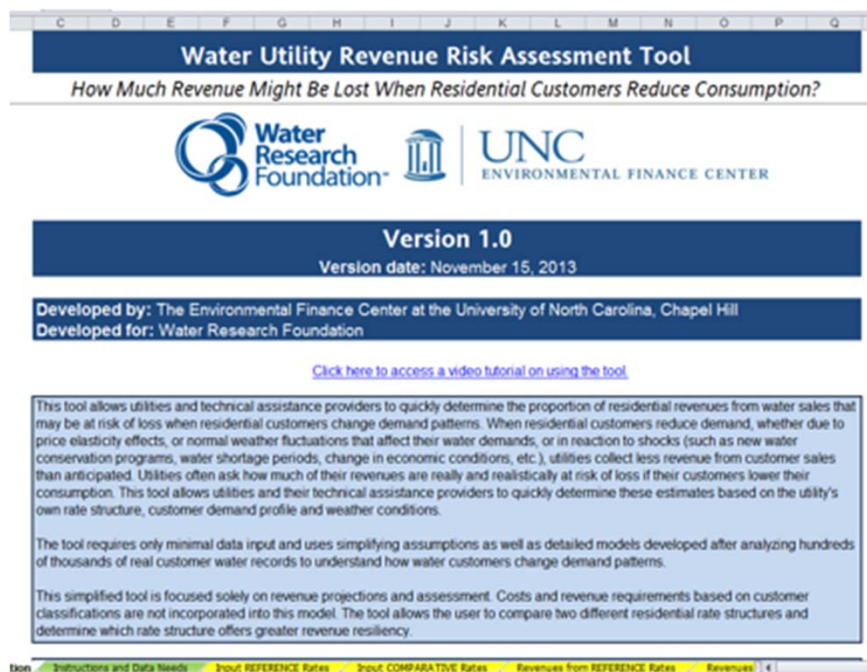 C D E F G H I J K L M N O P Q
Water Utility Revenue Risk Assessment Tool
How Much Revenue Might Be Lost When Residential Customers Reduce Consumption?
Water
Research
Foundation™
UNC
ENVIRONMENTAL FINANCE CENTER
Version 1.0
Version date: November 15, 2013
Developed by: The Environmental Finance Center at the University of North Carolina, Chapel Hill
Developed for: Water Research Foundation
Click here to access a video tutorial on using the tool.
This tool allows utilities and technical assistance providers to quickly determine the proportion of residential revenues from water sales that
may be at risk of loss when residential customers change demand patterns. When residential customers reduce demand, whether due to
price elasticity effects, or normal weather fluctuations that affect their water demands, or in reaction to shocks (such as new water
conservation programs, water shortage periods, change in economic conditions, etc.), utilities collect less revenue from customer sales
than anticipated. Utilities often ask how much of their revenues are really and realistically at risk of loss if their customers lower their
consumption. This tool allows utilities and their technical assistance providers to quickly determine these estimates based on the utility's
own rate structure, customer demand profile and weather conditions.
The tool requires only minimal data input and uses simplifying assumptions as well as detailed models developed after analyzing hundreds
of thousands of real customer water records to understand how water customers change demand patterns.
This simplified tool is focused solely on revenue projections and assessment. Costs and revenue requirements based on customer
classifications are not incorporated into this model. The tool allows the user to compare two different residential rate structures and
determine which rate structure offers greater revenue resiliency.
tion Instructions and Data Needs Input REFERENCE Rates Input COMPARATIVE Rates Revenues from REFERENCE Rates Revenues